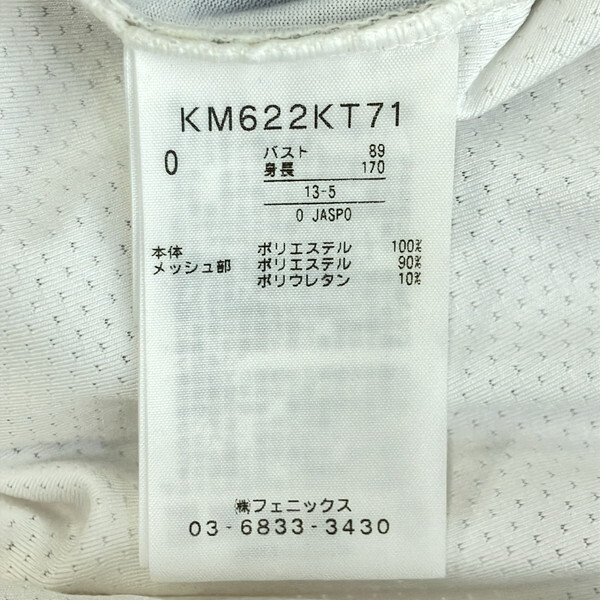 KM622KT71
0 バスト 89
身長 170
13-5
0 JASPO
本体 ポリエステル 100%
メッシュ部 ポリエステル 90%
ポリウレタン 10%
㈱フェニックス
03-6833-3430